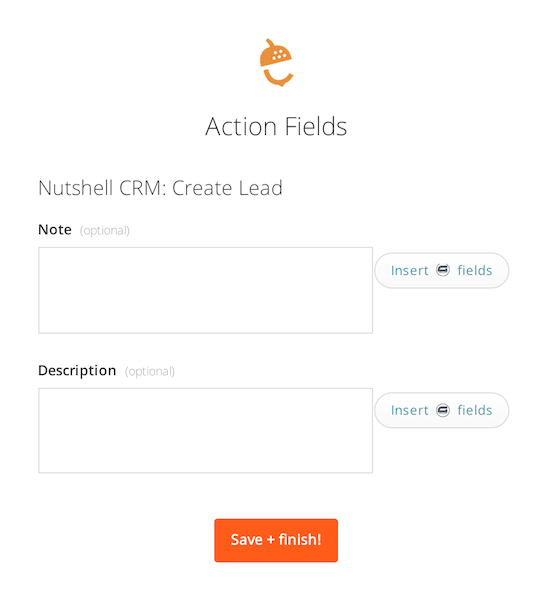 Action Fields
Nutshell CRM: Create Lead
Note (optional)
Insert fields
Description (optional)
Insert fields
Save + finish!